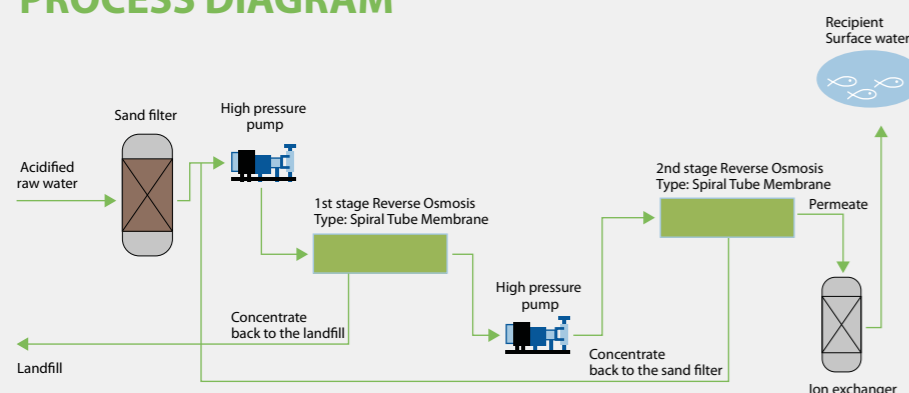 PROCESS DIAGRAM
Recipient
Surface water
Sand filter
High pressure
pump
Acidified
raw water
2nd stage Reverse Osmosis
Type: Spiral Tube Membrane
1st stage Reverse Osmosis
Type: Spiral Tube Membrane
Permeate
High pressure
pump
Concentrate
back to the landfill
Concentrate
back to the sand filter
Landfill
Ion exchanger